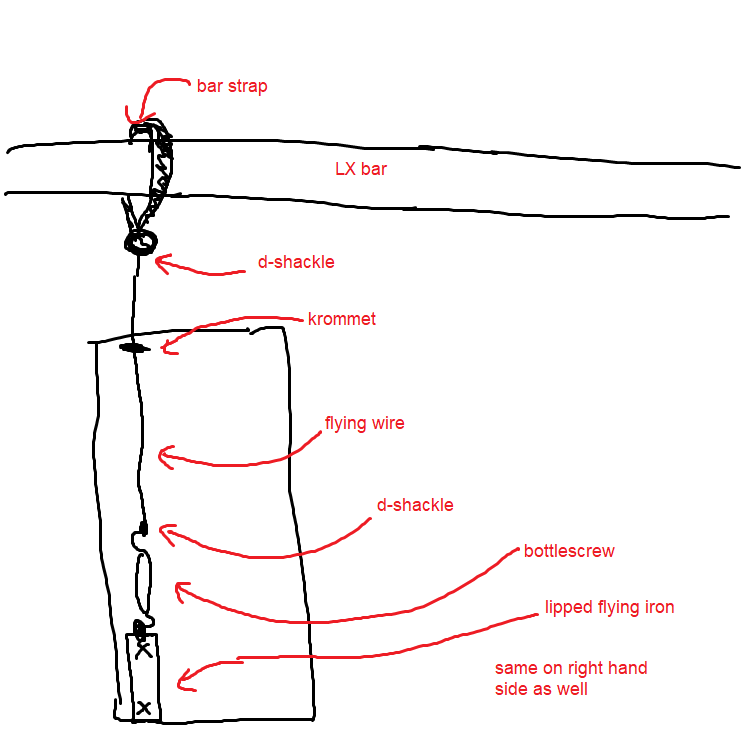 bar strap
LX bar
d-shackle
krommet
flying wire
d-shackle
bottlescrew
lipped flying iron
same on right hand
side as well